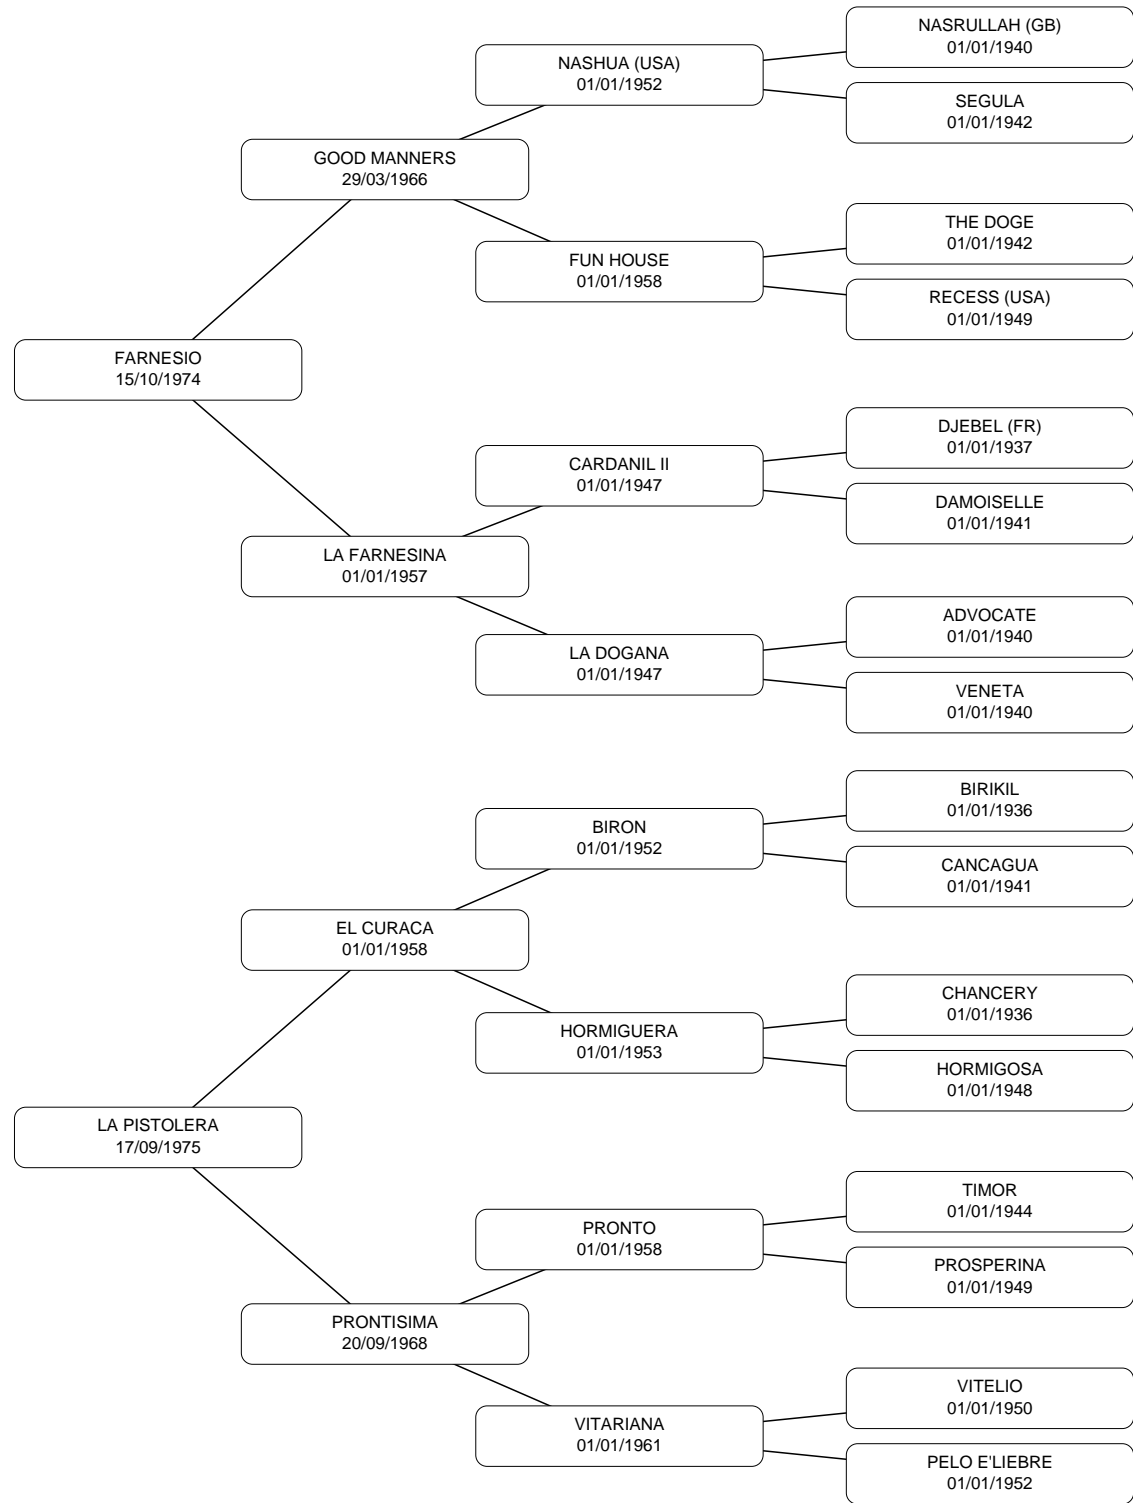 NASRULLAH (GB)
01/01/1940
NASHUA (USA)
01/01/1952
SEGULA
01/01/1942
GOOD MANNERS
29/03/1966
THE DOGE
01/01/1942
FUN HOUSE
01/01/1958
RECESS (USA)
01/01/1949
FARNESIO
15/10/1974
DJEBEL (FR)
01/01/1937
CARDANIL II
01/01/1947
DAMOISELLE
01/01/1941
LA FARNESINA
01/01/1957
ADVOCATE
01/01/1940
LA DOGANA
01/01/1947
VENETA
01/01/1940
BIRIKIL
01/01/1936
BIRON
01/01/1952
CANCAGUA
01/01/1941
EL CURACA
01/01/1958
CHANCERY
01/01/1936
HORMIGUERA
01/01/1953
HORMIGOSA
01/01/1948
LA PISTOLERA
17/09/1975
TIMOR
01/01/1944
PRONTO
01/01/1958
PROSPERINA
01/01/1949
PRONTISIMA
20/09/1968
VITELIO
01/01/1950
VITARIANA
01/01/1961
PELO E'LIEBRE
01/01/1952